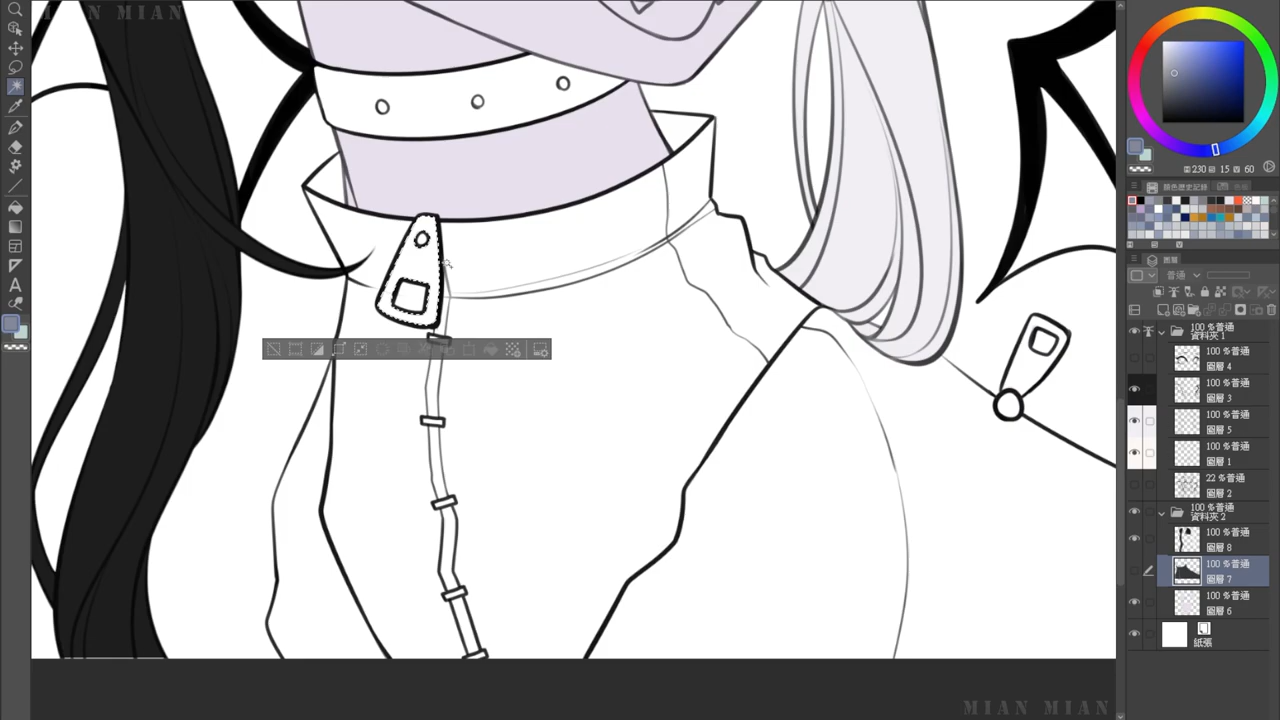 MIAN MIAN
230 15 60
顏色歷史記錄
圖層
普通
100 %普通
資料夾 1
100 %普通
圖層 4
100 %普通
圖層 3
100 %普通
圖層 5
100 %普通
圖層 1
22 %普通
圖層 2
100 %普通
資料夾 2
100 %普通
圖層 8
100 %普通
圖層 7
100 %普通
圖層 6
紙張
MIAN MIAN